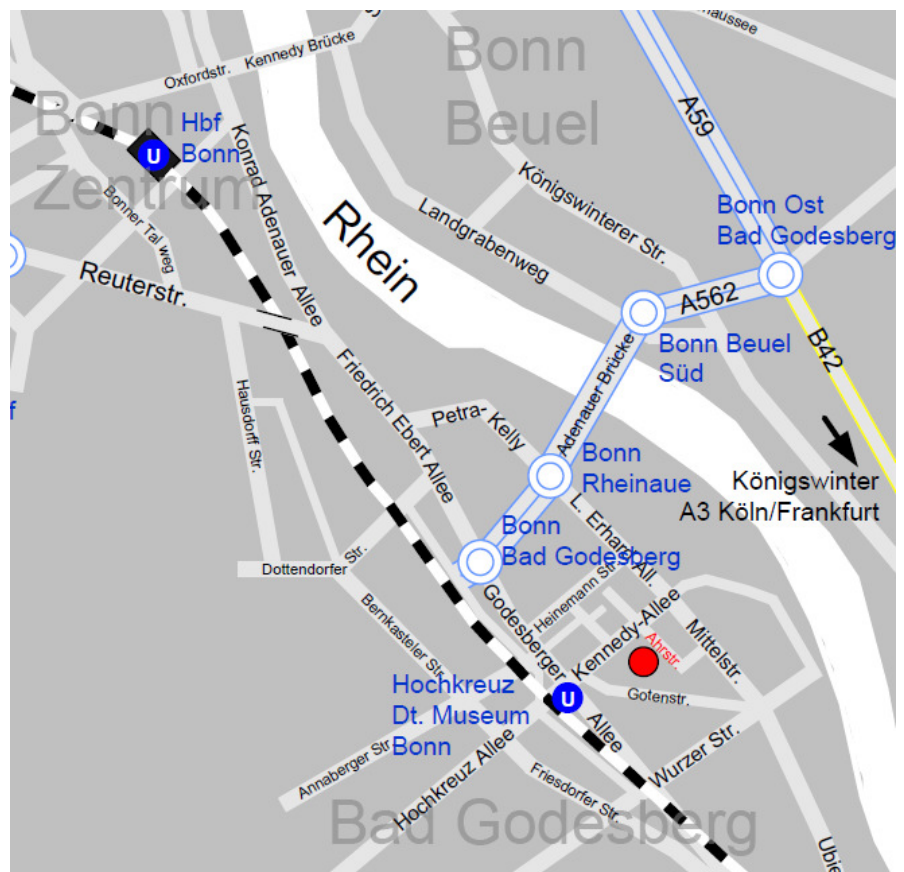 Bonn
Zentrum
Oxfordstr.
Kennedy Brücke
Bonn
Beuel
haussee
A59
Hbf
Bonn
U
Konrad Adenauer Allee
Bonner Tal weg
Reuterstr.
Rhein
Königswinterer Str.
Landgrabenweg
Bonn Ost
Bad Godesberg
A562
Bonn Beuel
Süd
B42
Adenauer Brücke
Friedrich Ebert Allee
Hausdorff Str.
f
Petra-
Kelly
Bonn
Rheinaue
Königswinter
A3 Köln/Frankfurt
L. Erhard All.
Bonn
Bad Godesberg
Dottendorfer
Str.
Heinemann Str.
Godesberger
Allee
Kennedy-Allee
Ahrstr.
Mittelstr.
Bernkasteler Str.
Gotenstr.
U
Hochkreuz
Dt. Museum
Bonn
Annaberger Str.
Hochkreuz Allee
Friesdorfer Str.
Wurzer Str.
Bad Godesberg
Ubie